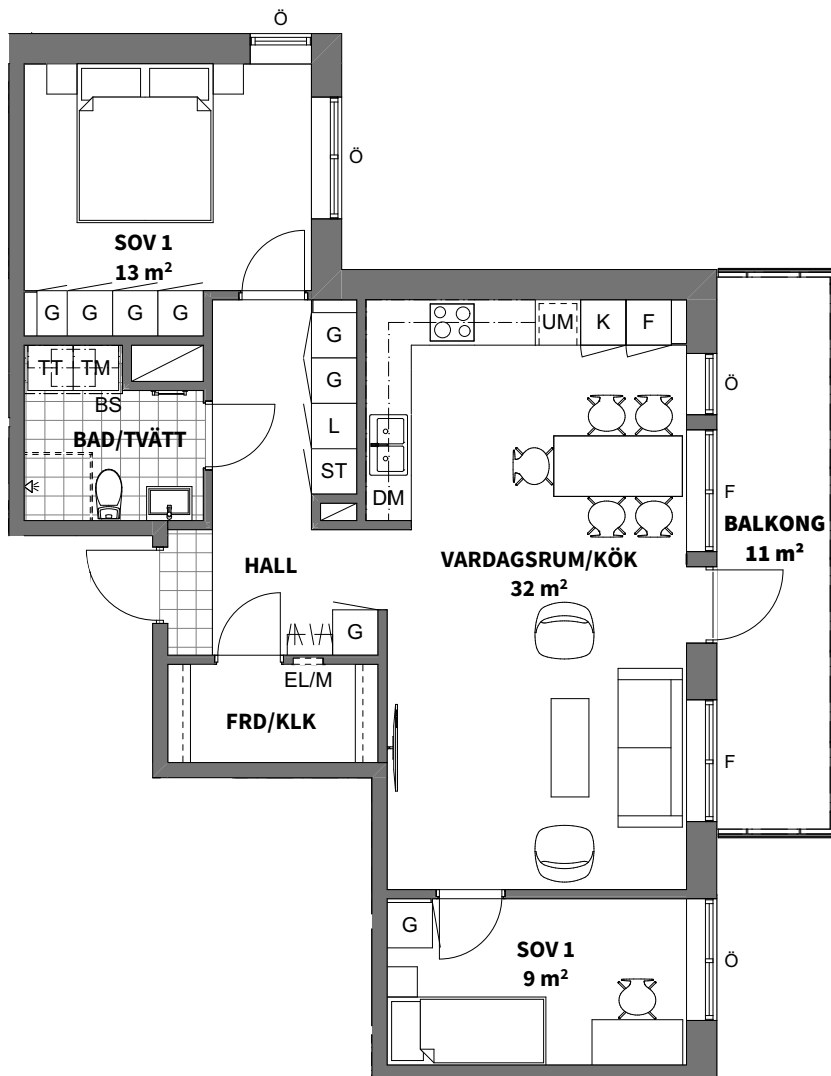 Ö
Ö
SOV 1
13 m²
G G G G
G
G
L
ST
UM K F
TT TM
BS
BAD/TVÄTT
DM
Ö
F
BALKONG
11 m²
HALL
VARDAGSRUM/KÖK
32 m²
G
EL/M
FRD/KLK
F
G
SOV 1
9 m²
Ö